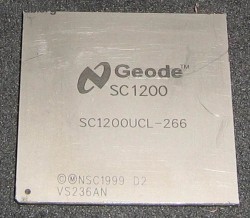 Geode™
SC1200
SC1200UCL-266
©ⓂNSC1999 D2
VS236AN